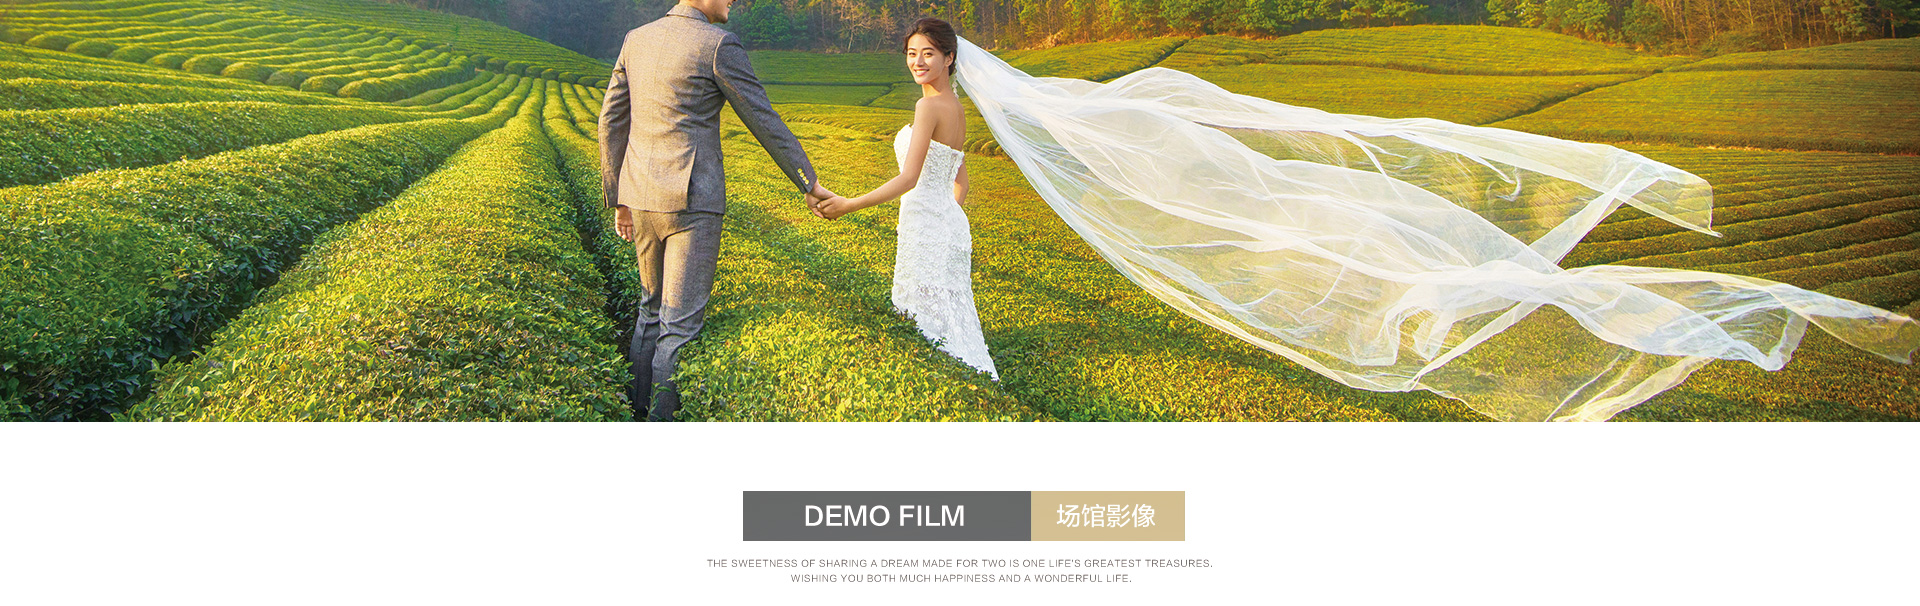 DEMO FILM 场馆影像
THE SWEETNESS OF SHARING A DREAM MADE FOR TWO IS ONE LIFE'S GREATEST TREASURES.
WISHING YOU BOTH MUCH HAPPINESS AND A WONDERFUL LIFE.